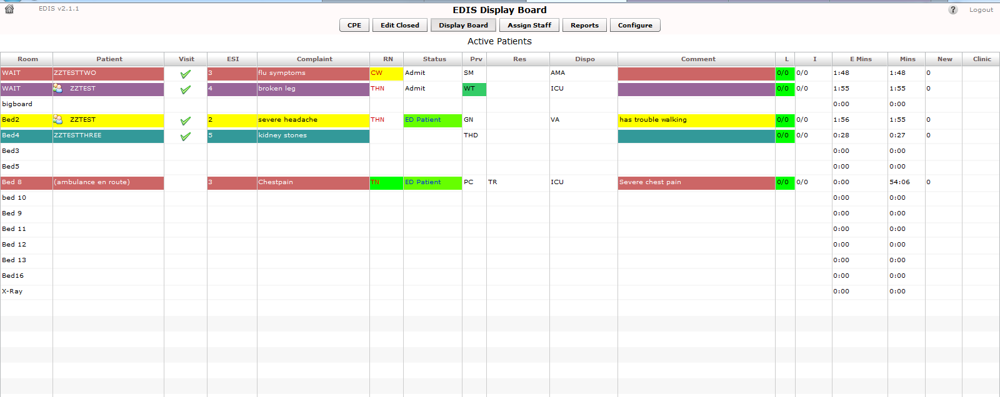 EDIS v2.1.1
EDIS Display Board
? Logout
CPE Edit Closed Display Board Assign Staff Reports Configure
Active Patients
Room Patient Visit ESI Complaint RN Status Prv Res Dispo Comment L I E Mins Mins New Clinic
WAIT ZZTESTTWO 3 flu symptoms CW Admit SM AMA 0/0 0/0 1:48 1:48 0
WAIT ZZTEST 4 broken leg THN Admit WT ICU 0/0 0/0 1:55 1:55 0
bigboard 0:00 0:00
Bed2 ZZTEST 2 severe headache THN ED Patient GN VA has trouble walking 0/0 0/0 1:56 1:55 0
Bed4 ZZTESTTHREE 5 kidney stones THD 0/0 0/0 0:28 0:27 0
Bed3 0:00 0:00
Bed5 0:00 0:00
Bed 8 (ambulance en route) 3 Chestpain TN ED Patient PC TR ICU Severe chest pain 0/0 0/0 0:00 54:06 0
bed 10 0:00 0:00
Bed 9 0:00 0:00
Bed 11 0:00 0:00
Bed 12 0:00 0:00
Bed 13 0:00 0:00
Bed16 0:00 0:00
X-Ray 0:00 0:00